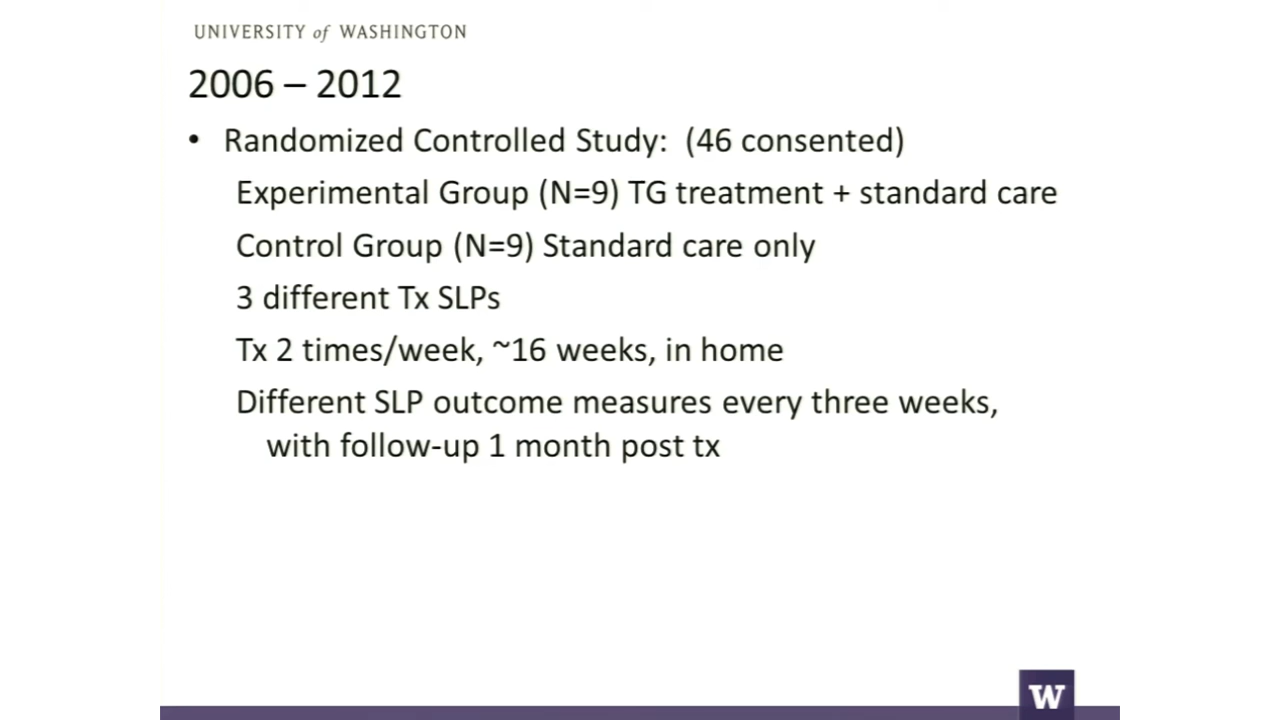 UNIVERSITY of WASHINGTON
2006 – 2012
• Randomized Controlled Study: (46 consented)
Experimental Group (N=9) TG treatment + standard care
Control Group (N=9) Standard care only
3 different Tx SLPs
Tx 2 times/week, ~16 weeks, in home
Different SLP outcome measures every three weeks,
with follow-up 1 month post tx
W